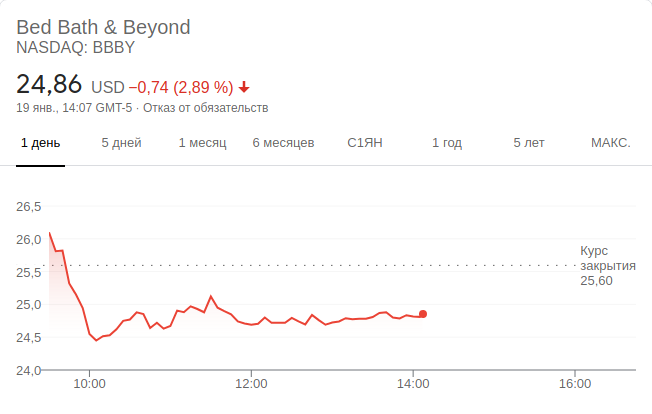 Bed Bath & Beyond
NASDAQ: BBBY
24,86 USD −0,74 (2,89 %) ↓
19 янв., 14:07 GMT-5 · Отказ от обязательств
1 день 5 дней 1 месяц 6 месяцев С1ЯН 1 год 5 лет МАКС.
26,5
26,0
Курс
закрытия
25,60
25,5
25,0
24,5
24,0
10:00 12:00 14:00 16:00